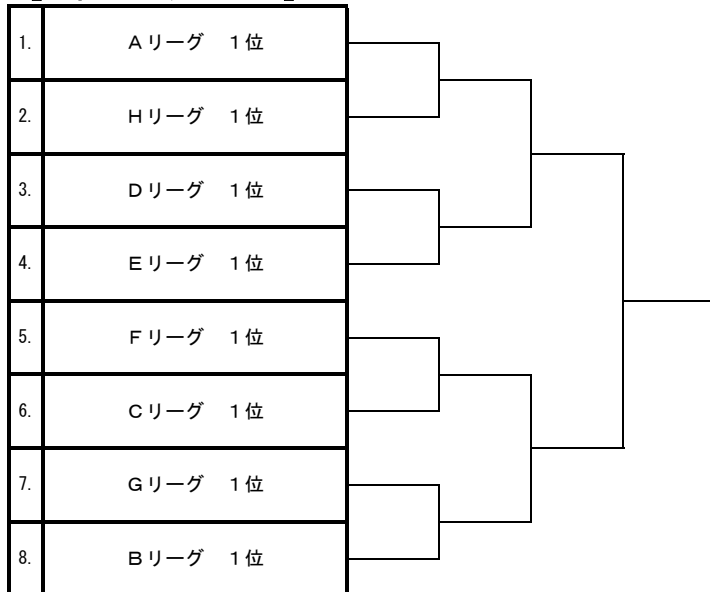 1. Aリーグ 1位
2. Hリーグ 1位
3. Dリーグ 1位
4. Eリーグ 1位
5. Fリーグ 1位
6. Cリーグ 1位
7. Gリーグ 1位
8. Bリーグ 1位